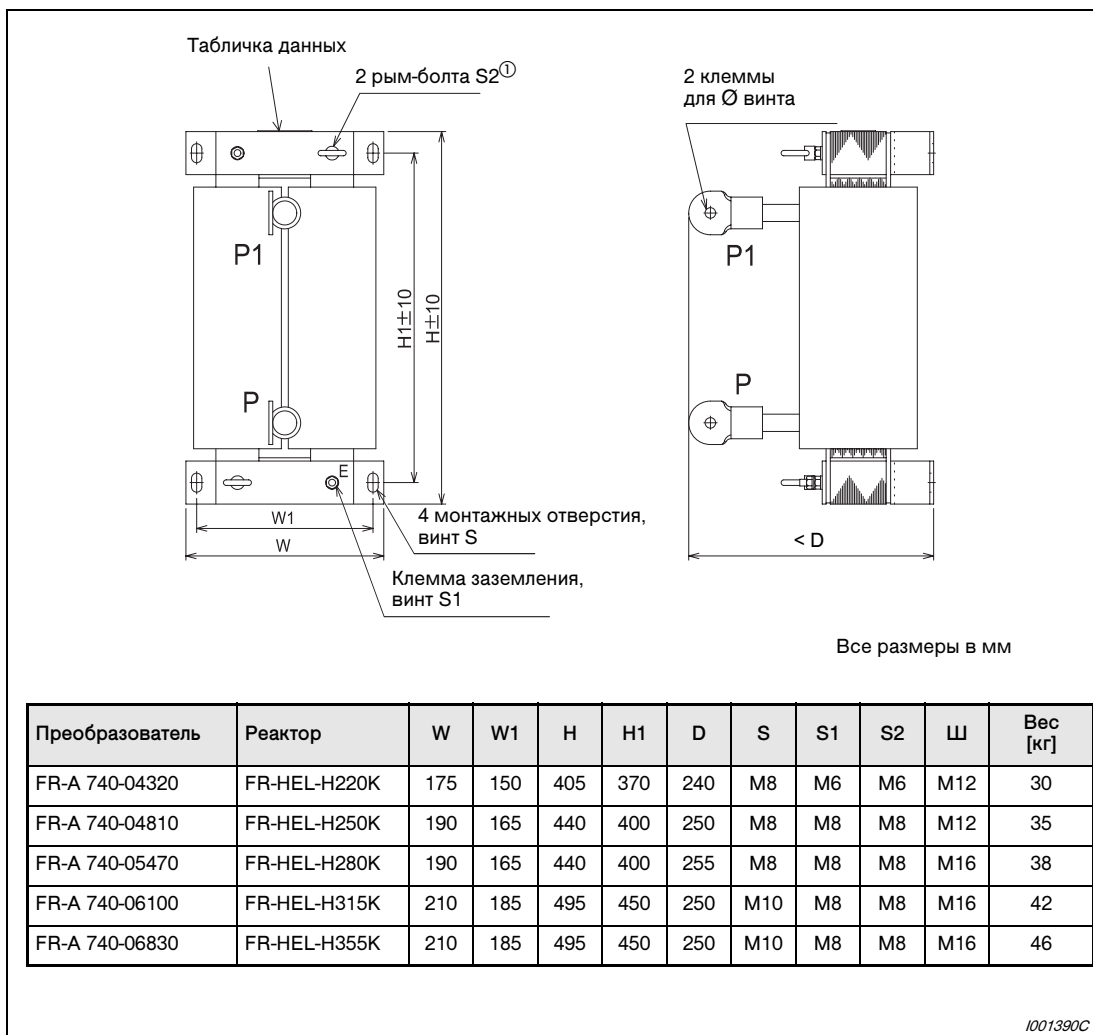 Табличка данных
2 рым-болта S2①
2 клеммы
для Ø винта
P1
P
E
H1±10
H±10
W1
W
4 монтажных отверстия,
винт S
Клемма заземления,
винт S1
P1
P
< D
Все размеры в мм
Преобразователь Реактор W W1 H H1 D S S1 S2 Ш Вес [кг]
FR-A 740-04320 FR-HEL-H220K 175 150 405 370 240 M8 M6 M6 M12 30
FR-A 740-04810 FR-HEL-H250K 190 165 440 400 250 M8 M8 M8 M12 35
FR-A 740-05470 FR-HEL-H280K 190 165 440 400 255 M8 M8 M8 M16 38
FR-A 740-06100 FR-HEL-H315K 210 185 495 450 250 M10 M8 M8 M16 42
FR-A 740-06830 FR-HEL-H355K 210 185 495 450 250 M10 M8 M8 M16 46
I001390C